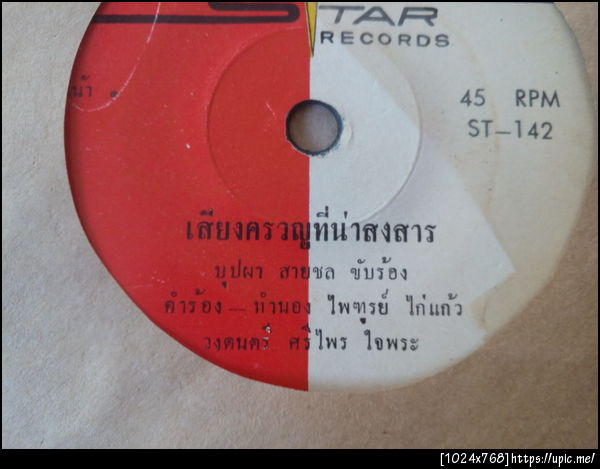 STAR
RECORDS
น้า
45 RPM
ST-142
เสียงครวญที่น่าสงสาร
บุปผา สายชล ขับร้อง
คำร้อง — ทำนอง ไพฑูรย์ ไก่แก้ว
วงดนตรี ศรีไพร ใจพระ
[1024x768]https://upic.me/